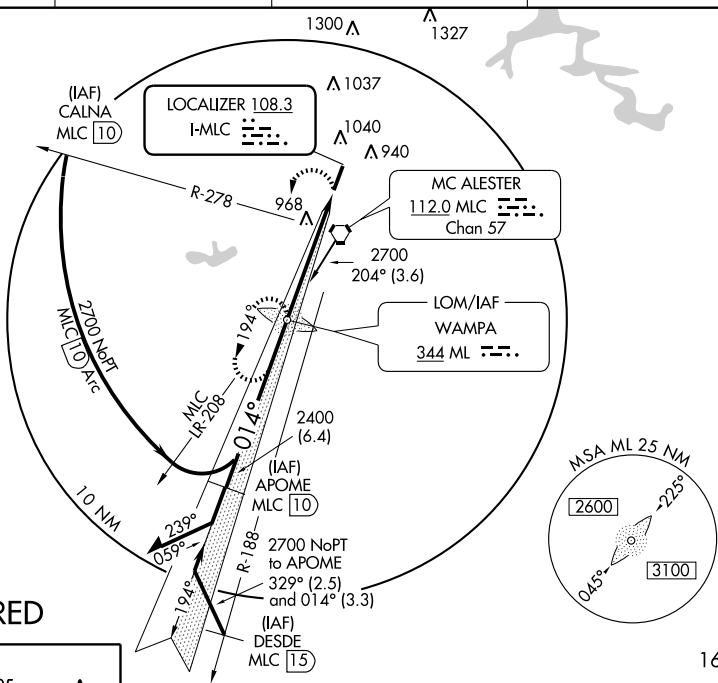 1300
1327
(IAF)
CALNA
MLC 10
1037
LOCALIZER 108.3
I-MLC
1040
940
R-278
968
MC ALESTER
112.0 MLC
Chan 57
2700
204° (3.6)
LOM/IAF
WAMPA
344 ML
2700 NoPT
MLC 10 Arc
194°
MLC
LR-208
014°
2400
(6.4)
(IAF)
APOME
MLC 10
10 NM
239°
059°
R-188
2700 NoPT
to APOME
329° (2.5)
and 014° (3.3)
194°
(IAF)
DESDE
MLC 15
MSA ML 25 NM
2600
225°
045°
3100
RED
16